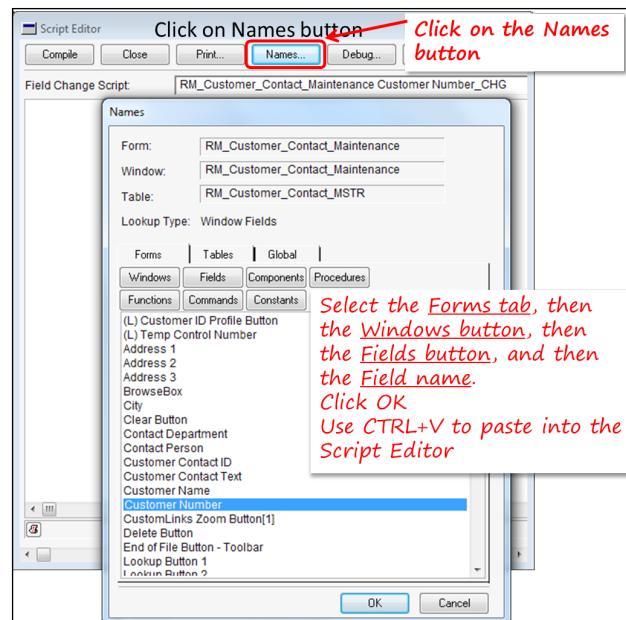 Script Editor
Click on Names button
Click on the Names
button
Compile Close Print... Names... Debug...
Field Change Script: RM_Customer_Contact_Maintenance Customer Number_CHG
Names
Form: RM_Customer_Contact_Maintenance
Window: RM_Customer_Contact_Maintenance
Table: RM_Customer_Contact_MSTR
Lookup Type: Window Fields
Forms Tables Global
Windows Fields Components Procedures
Functions Commands Constants
Select the Forms tab, then
the Windows button, then
the Fields button, and then
the Field name.
Click OK
Use CTRL+V to paste into the
Script Editor
(L) Customer ID Profile Button
(L) Temp Control Number
Address 1
Address 2
Address 3
BrowseBox
City
Clear Button
Contact Department
Contact Person
Customer Contact ID
Customer Contact Text
Customer Name
Customer Number
CustomLinks Zoom Button[1]
Delete Button
End of File Button - Toolbar
Lookup Button 1
Lookup Button 2
OK Cancel